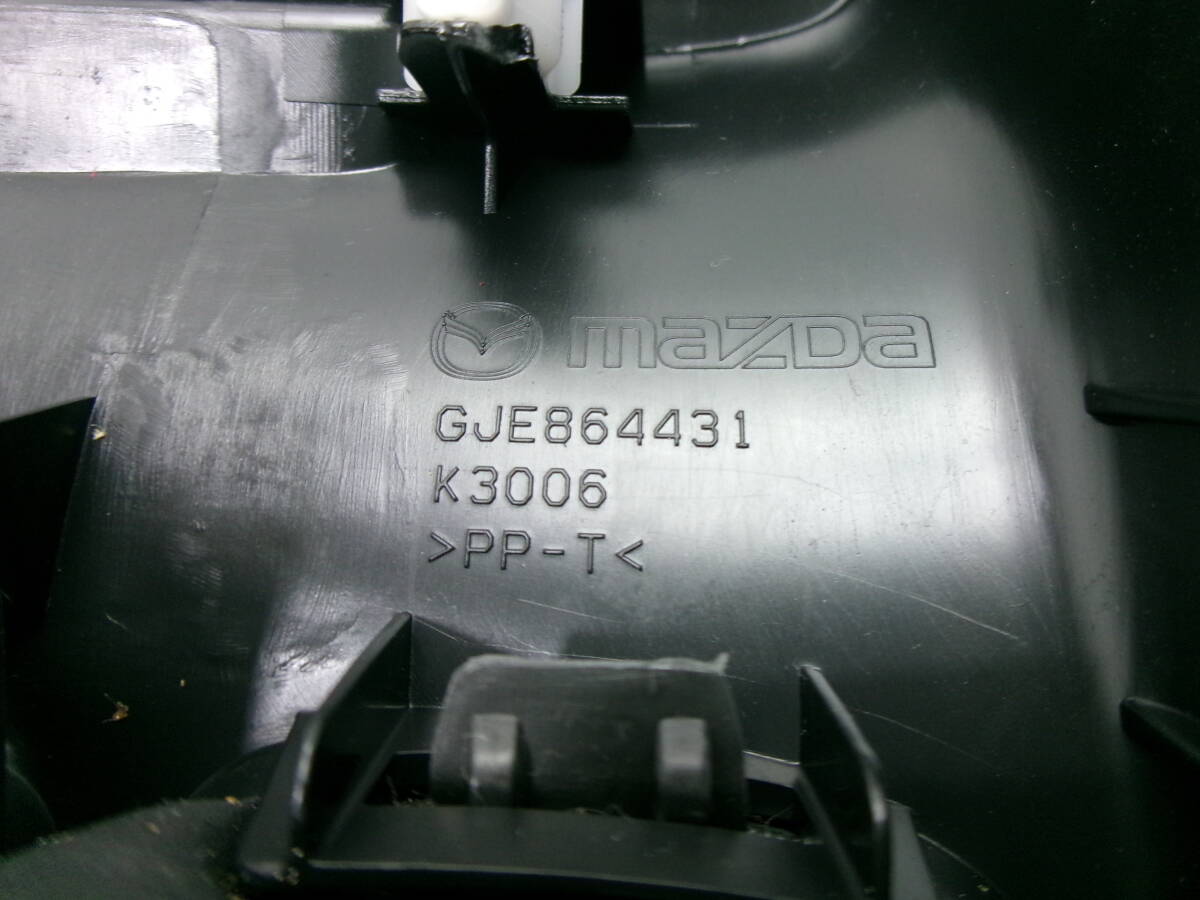 mazda
GJE864431
K3006
>PP-T<